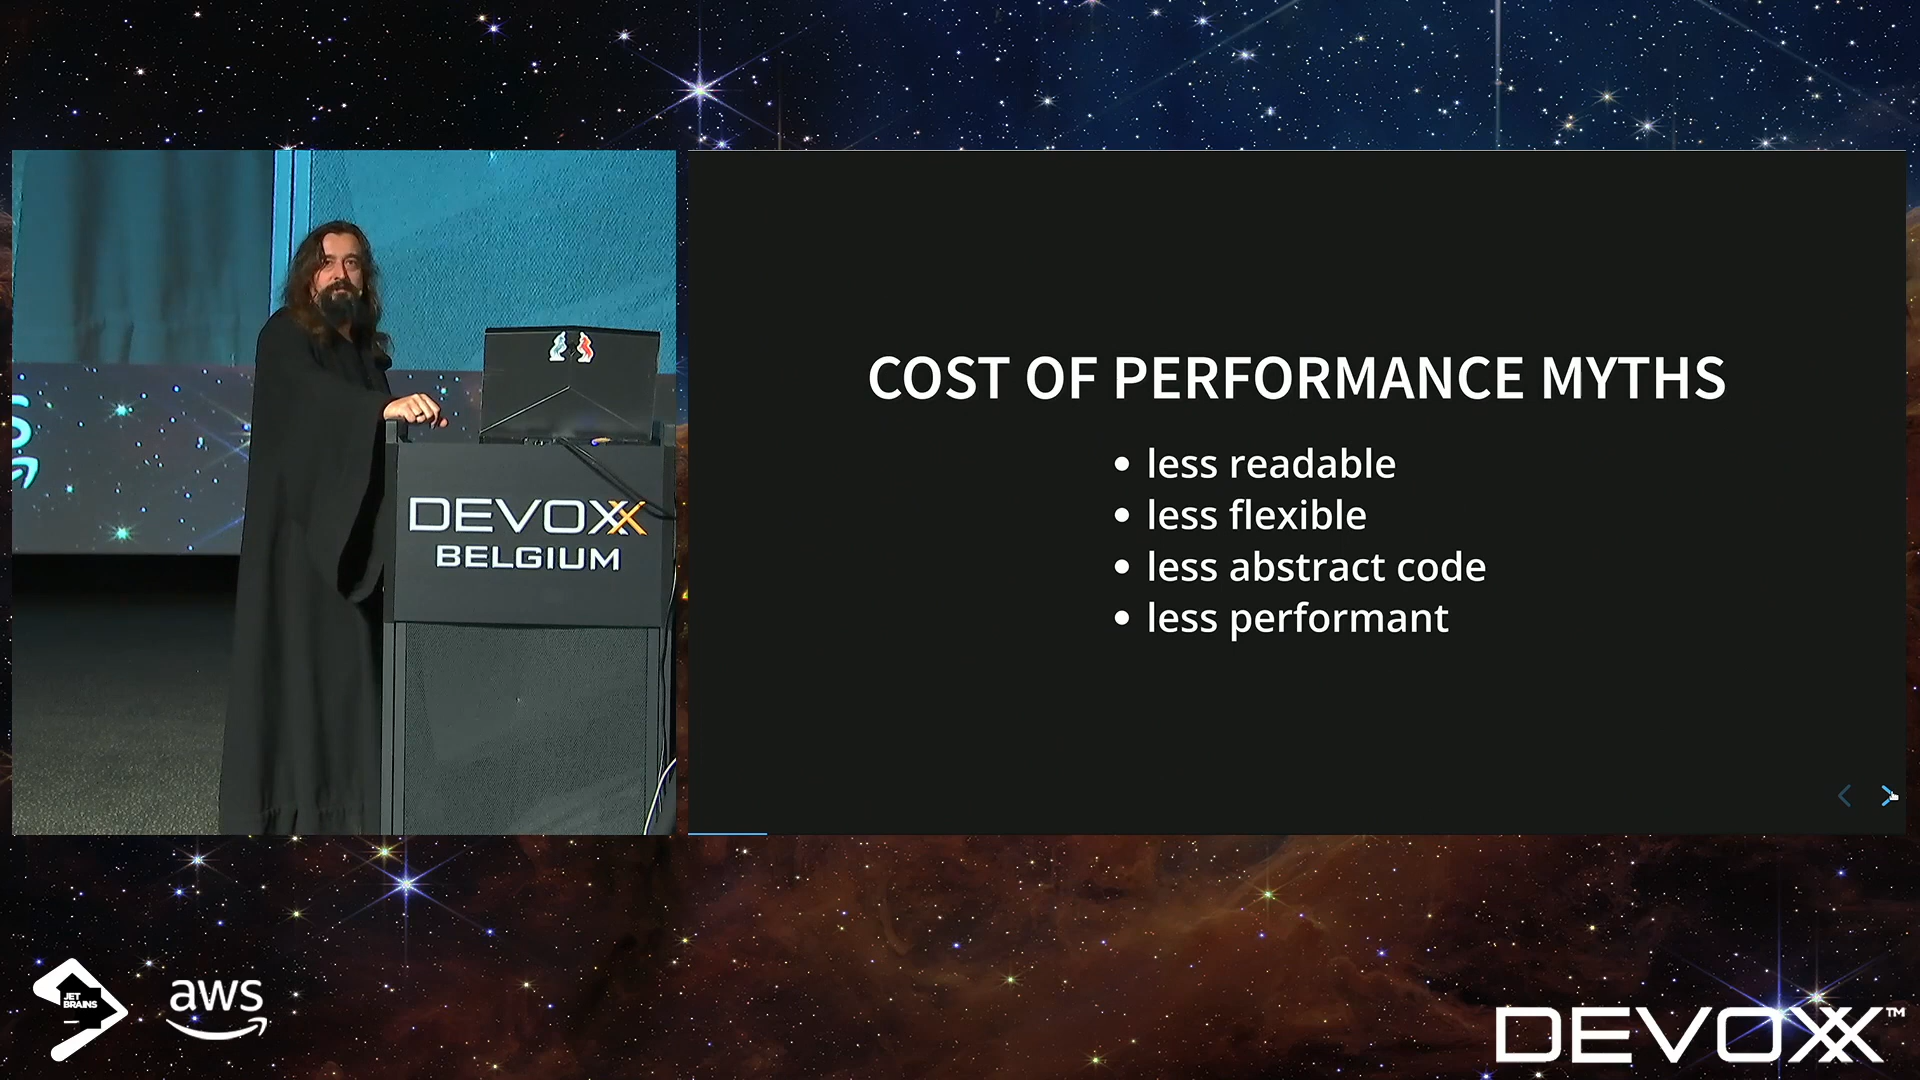 COST OF PERFORMANCE MYTHS
less readable
less flexible
less abstract code
less performant
DEVOXX
BELGIUM
S
JET
BRAINS
aws
DEVOXX™